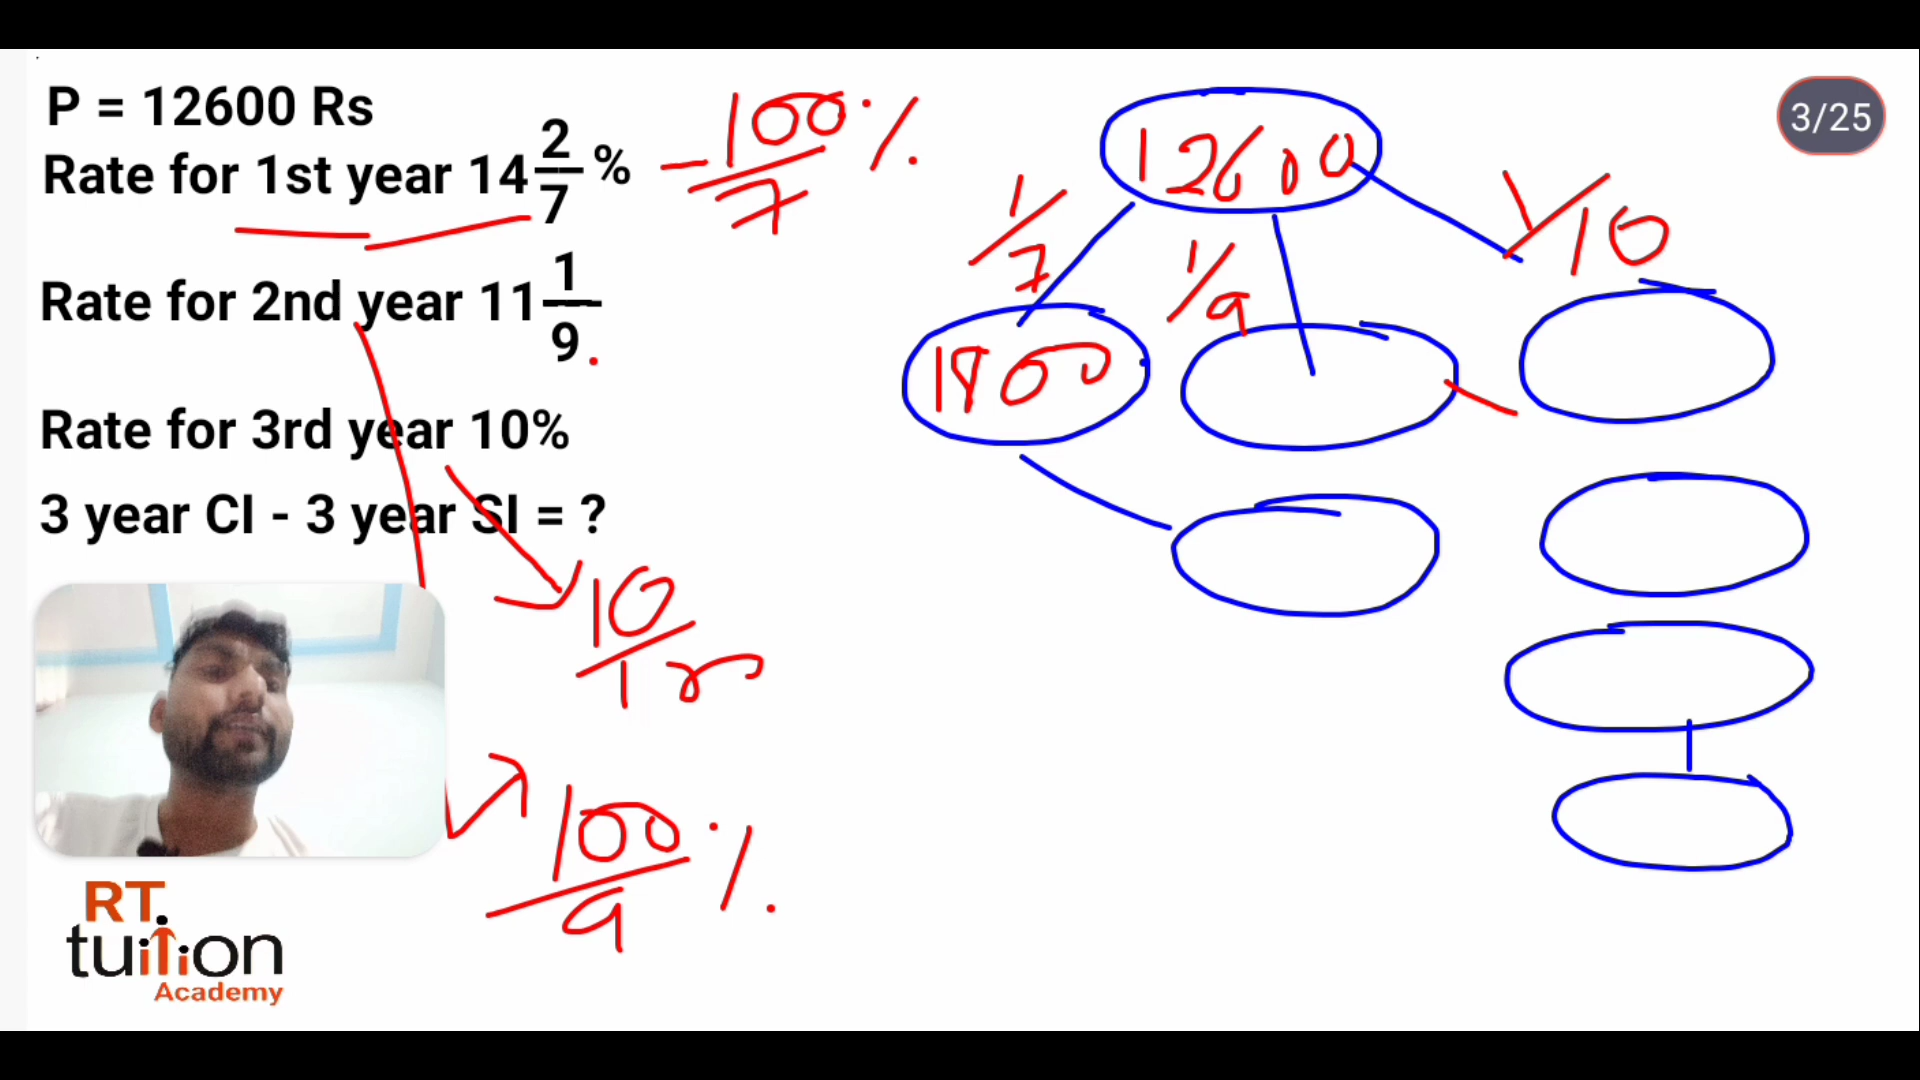 P = 12600 Rs
Rate for 1st year 14 2/7 %
- 100/7 %
Rate for 2nd year 11 1/9
Rate for 3rd year 10%
3 year CI - 3 year SI = ?
100/9 %
12600
1/7
1/9
1/10
1800
3/25
RT
tuition
Academy